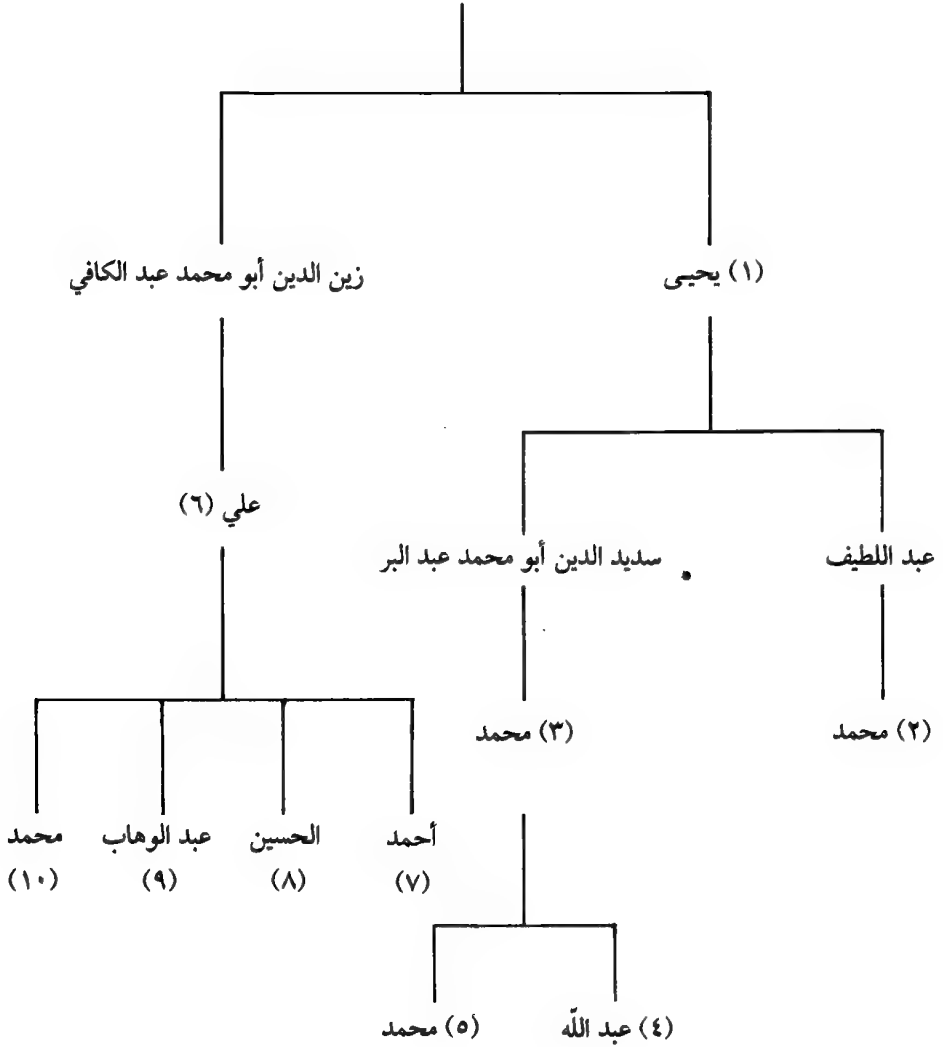 (١) يحيى
زين الدين أبو محمد عبد الكافي
علي (٦)
عبد اللطيف
سديد الدين أبو محمد عبد البر
(٢) محمد
(٣) محمد
أحمد
(٧)
الحسين
(٨)
عبد الوهاب
(٩)
محمد
(١٠)
(٤) عبد اللّه
(٥) محمد